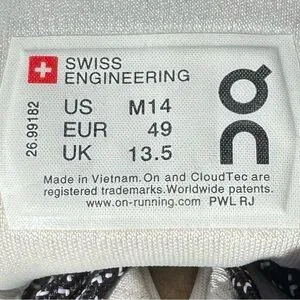 SWISS
ENGINEERING
26.99182
US M14
EUR 49
UK 13.5
ON
Made in Vietnam. On and CloudTec are
registered trademarks. Worldwide patents.
www.on-running.com PWL RJ